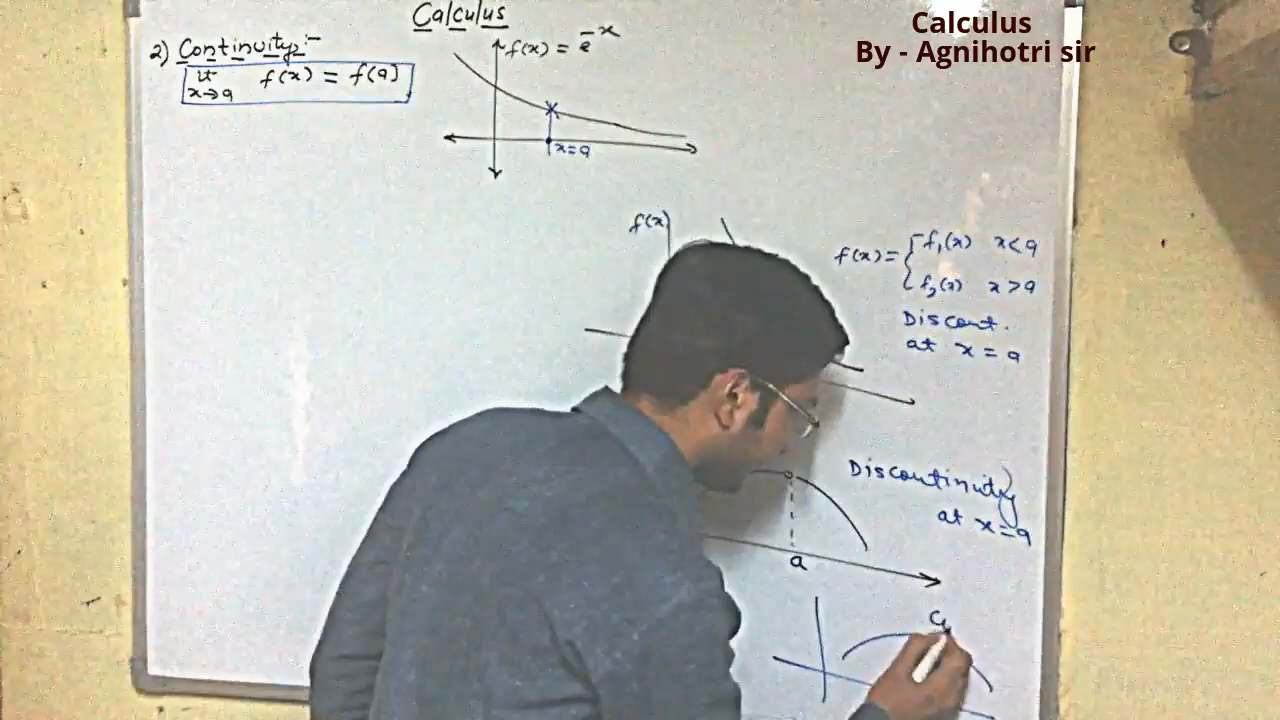 Calculus
Calculus
By - Agnihotri sir
2) Continuity:-
lt f(x) = f(a)
x→a
f(x) = e^-x
x=a
f(x)
f(x) = { f₁(x) x<a
f₂(x) x>a
Discont.
at x = a
Discontinuity
at x=a
a